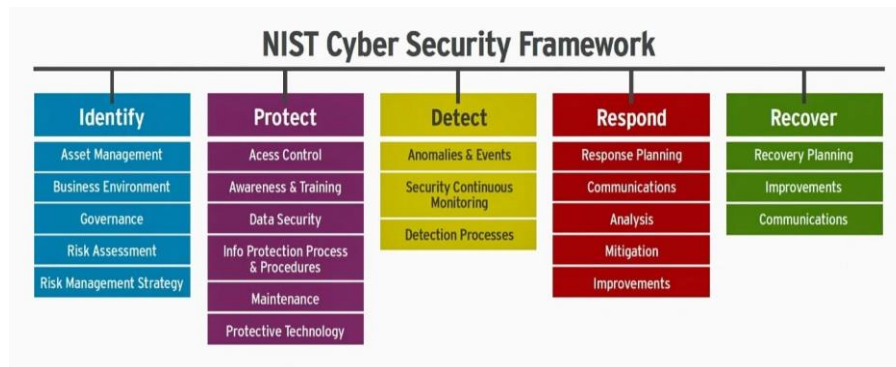 NIST Cyber Security Framework
Identify
Asset Management
Business Environment
Governance
Risk Assessment
Risk Management Strategy
Protect
Acess Control
Awareness & Training
Data Security
Info Protection Process
& Procedures
Maintenance
Protective Technology
Detect
Anomalies & Events
Security Continuous
Monitoring
Detection Processes
Respond
Response Planning
Communications
Analysis
Mitigation
Improvements
Recover
Recovery Planning
Improvements
Communications